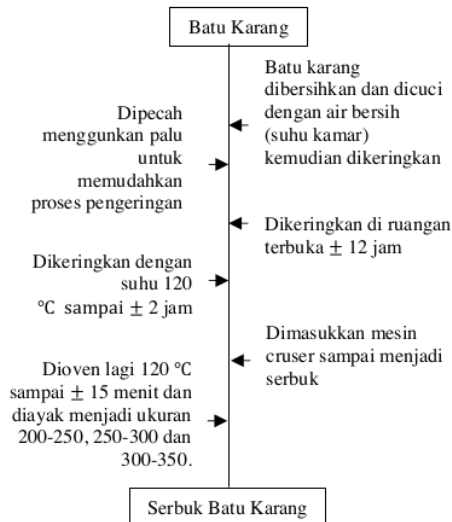 Batu Karang
Batu karang
dibersihkan dan dicuci
dengan air bersih
(suhu kamar)
kemudian dikeringkan
Dipecah
menggunkan palu
untuk
memudahkan
proses pengeringan
Dikeringkan di ruangan
terbuka ± 12 jam
Dikeringkan dengan
suhu 120
℃ sampai ± 2 jam
Dimasukkan mesin
cruser sampai menjadi
serbuk
Dioven lagi 120 ℃
sampai ± 15 menit dan
diayak menjadi ukuran
200-250, 250-300 dan
300-350.
Serbuk Batu Karang